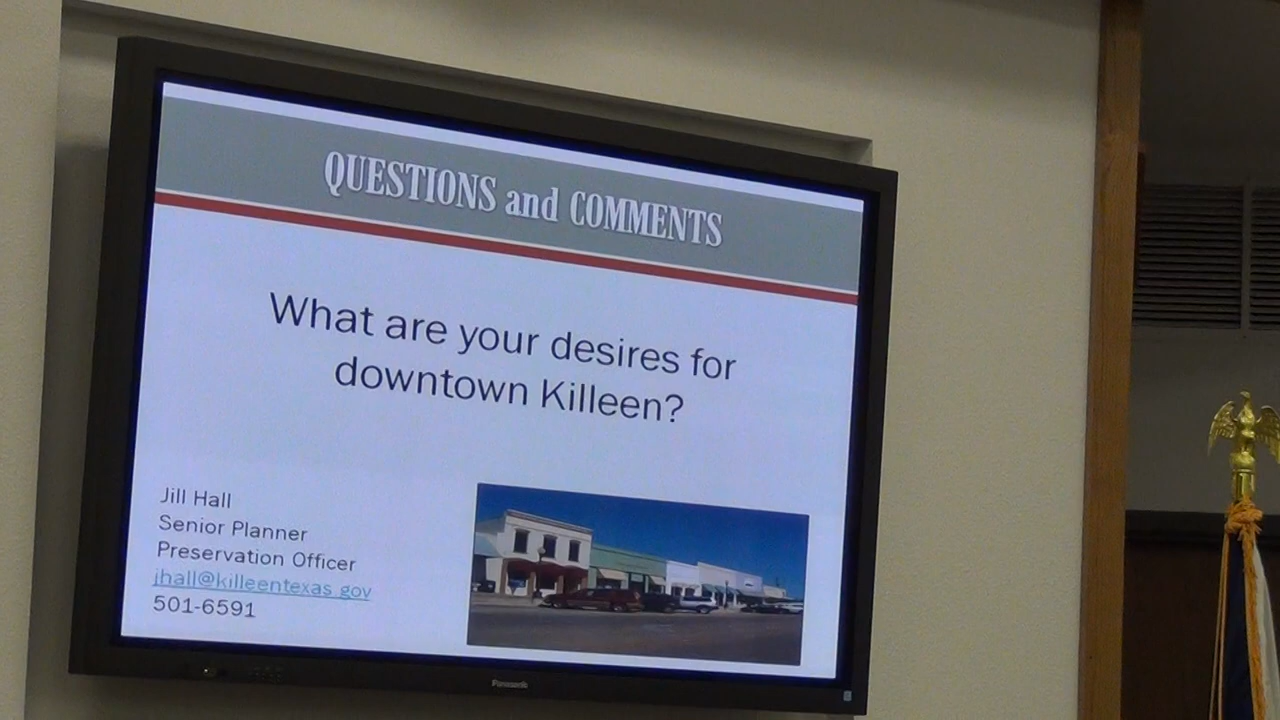 QUESTIONS and COMMENTS
What are your desires for
downtown Killeen?
Jill Hall
Senior Planner
Preservation Officer
jhall@killeentexas.gov
501-6591
Panasonic